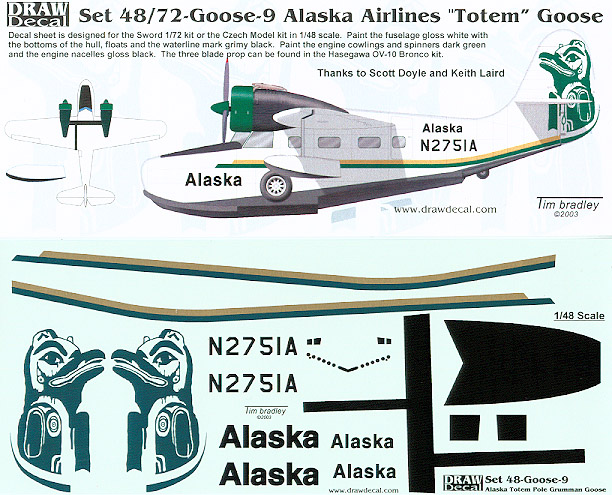 DRAW Decal
Set 48/72-Goose-9 Alaska Airlines "Totem” Goose
Decal sheet is designed for the Sword 1/72 kit or the Czech Model kit in 1/48 scale. Paint the fuselage gloss white with
the bottoms of the hull, floats and the waterline mark grimy black. Paint the engine cowlings and spinners dark green
and the engine nacelles gloss black. The three blade prop can be found in the Hasegawa OV-10 Bronco kit.
Thanks to Scott Doyle and Keith Laird
Alaska
N2751A
Alaska
www.drawdecal.com
Tim bradley
©2003
1/48 Scale
N2751A
N2751A
Tim bradley
©2003
Alaska
Alaska
Alaska
Alaska
www.drawdecal.com
DRAW Decal
Set 48-Goose-9
Alaska Totem Pole Grumman Goose